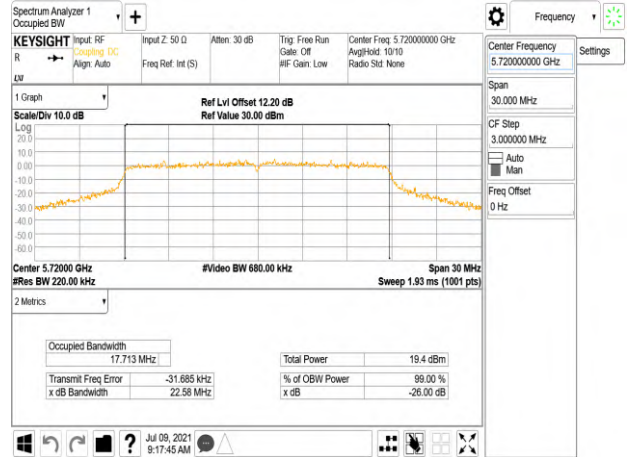 Spectrum Analyzer 1
Occupied BW
Frequency
KEYSIGHT
R
LXI
Input: RF
Coupling: DC
Align: Auto
Input Z: 50 Ω
Freq Ref: Int (S)
Atten: 30 dB
Trig: Free Run
Gate: Off
#IF Gain: Low
Center Freq: 5.720000000 GHz
Avg|Hold: 10/10
Radio Std: None
Center Frequency
5.720000000 GHz
Settings
Span
30.000 MHz
CF Step
3.000000 MHz
Auto
Man
Freq Offset
0 Hz
1 Graph
Scale/Div 10.0 dB
Ref Lvl Offset 12.20 dB
Ref Value 30.00 dBm
Log
20.0
10.0
0.00
-10.0
-20.0
-30.0
-40.0
-50.0
-60.0
Center 5.72000 GHz
#Res BW 220.00 kHz
#Video BW 680.00 kHz
Span 30 MHz
Sweep 1.93 ms (1001 pts)
2 Metrics
Occupied Bandwidth
17.713 MHz
Transmit Freq Error -31.685 kHz
x dB Bandwidth 22.58 MHz
Total Power 19.4 dBm
% of OBW Power 99.00 %
x dB -26.00 dB
?
Jul 09, 2021
9:17:45 AM